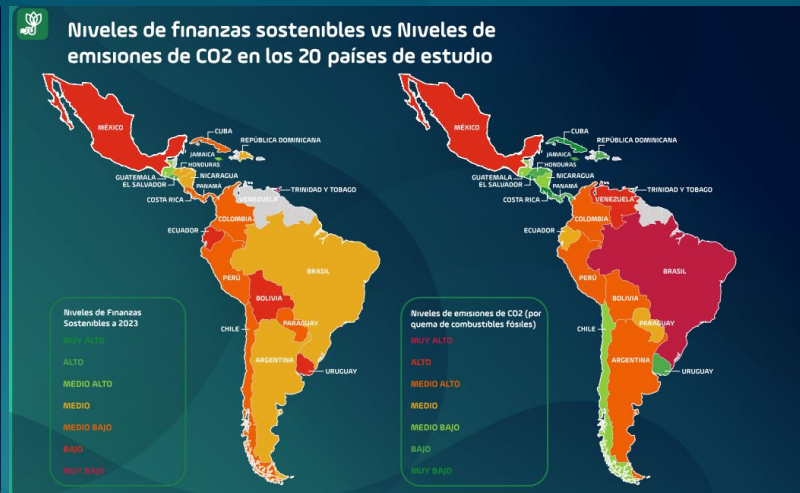 Niveles de finanzas sostenibles vs Niveles de
emisiones de CO2 en los 20 países de estudio
MÉXICO
CUBA
REPÚBLICA DOMINICANA
JAMAICA
HONDURAS
NICARAGUA
GUATEMALA
EL SALVADOR
PANAMÁ
COSTA RICA
TRINIDAD Y TOBAGO
VENEZUELA
COLOMBIA
ECUADOR
BRASIL
PERÚ
BOLIVIA
PARAGUAY
CHILE
ARGENTINA
URUGUAY
Niveles de Finanzas
Sostenibles a 2023
MUY ALTO
ALTO
MEDIO ALTO
MEDIO
MEDIO BAJO
BAJO
MUY BAJO
MÉXICO
CUBA
REPÚBLICA DOMINICANA
JAMAICA
HONDURAS
NICARAGUA
GUATEMALA
EL SALVADOR
PANAMÁ
COSTA RICA
TRINIDAD Y TOBAGO
VENEZUELA
COLOMBIA
ECUADOR
BRASIL
PERÚ
BOLIVIA
PARAGUAY
CHILE
ARGENTINA
URUGUAY
Niveles de emisiones de CO2 (por
quema de combustibles fósiles)
MUY ALTO
ALTO
MEDIO ALTO
MEDIO
MEDIO BAJO
BAJO
MUY BAJO